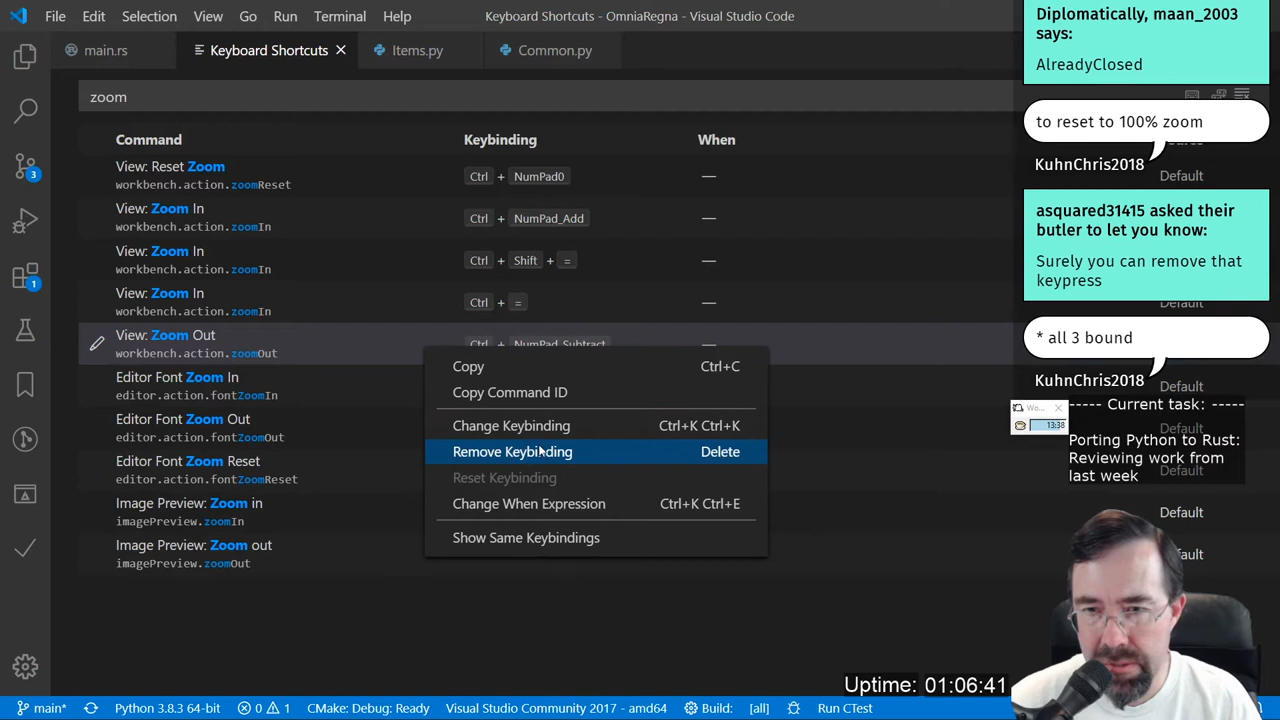 File Edit Selection View Go Run Terminal Help Keyboard Shortcuts - OmniaRegna - Visual Studio Code
main.rs Keyboard Shortcuts Items.py Common.py
zoom
Command Keybinding When
View: Reset Zoom
workbench.action.zoomReset
Ctrl + NumPad0 —
View: Zoom In
workbench.action.zoomIn
Ctrl + NumPad_Add —
View: Zoom In
workbench.action.zoomIn
Ctrl + Shift + = —
View: Zoom In
workbench.action.zoomIn
Ctrl + = —
View: Zoom Out
workbench.action.zoomOut
Ctrl + NumPad_Subtract —
Editor Font Zoom In
editor.action.fontZoomIn
Editor Font Zoom Out
editor.action.fontZoomOut
Editor Font Zoom Reset
editor.action.fontZoomReset
Image Preview: Zoom in
imagePreview.zoomIn
Image Preview: Zoom out
imagePreview.zoomOut
Copy Ctrl+C
Copy Command ID
Change Keybinding Ctrl+K Ctrl+K
Remove Keybinding Delete
Reset Keybinding
Change When Expression Ctrl+K Ctrl+E
Show Same Keybindings
Diplomatically, maan_2003
says:
AlreadyClosed
to reset to 100% zoom
KuhnChris2018
Default
asquared31415 asked their
butler to let you know:
Surely you can remove that
keypress
Default
* all 3 bound
KuhnChris2018
Default
Wo...
13:38
----- Current task: -----
Default
Porting Python to Rust:
Reviewing work from
last week
Default
Default
Uptime: 01:06:41
3
1
main* Python 3.8.3 64-bit 0 1 CMake: Debug: Ready Visual Studio Community 2017 - amd64 Build: [all] Run CTest